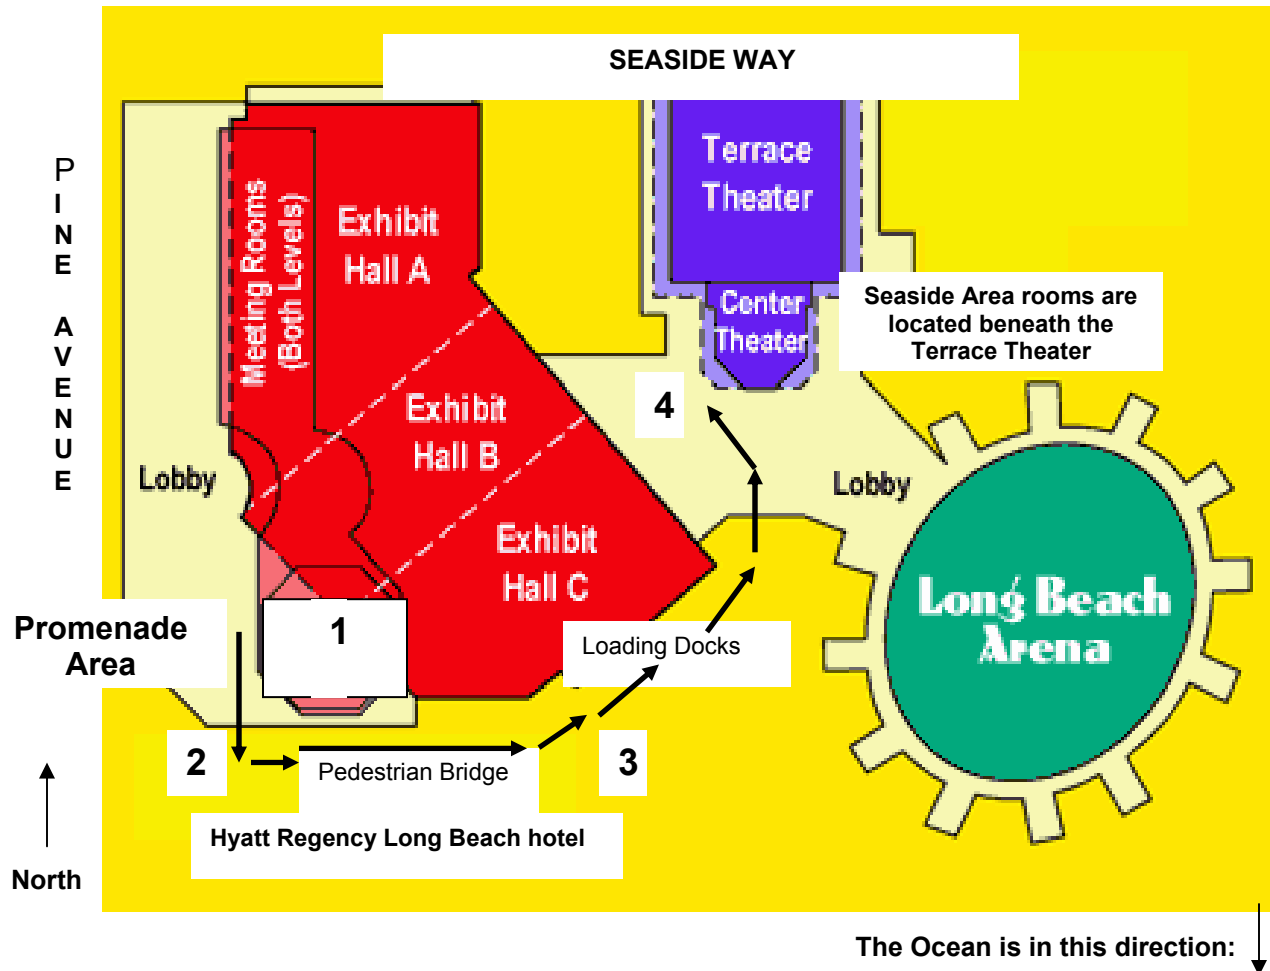 SEASIDE WAY
PINE AVENUE
Meeting Rooms
(Both Levels)
Exhibit
Hall A
Terrace
Theater
Center
Theater
Seaside Area rooms are
located beneath the
Terrace Theater
Exhibit
Hall B
4
Lobby
Lobby
Exhibit
Hall C
Long Beach
Arena
Promenade
Area
1
Loading Docks
2
Pedestrian Bridge
3
Hyatt Regency Long Beach hotel
North
The Ocean is in this direction: